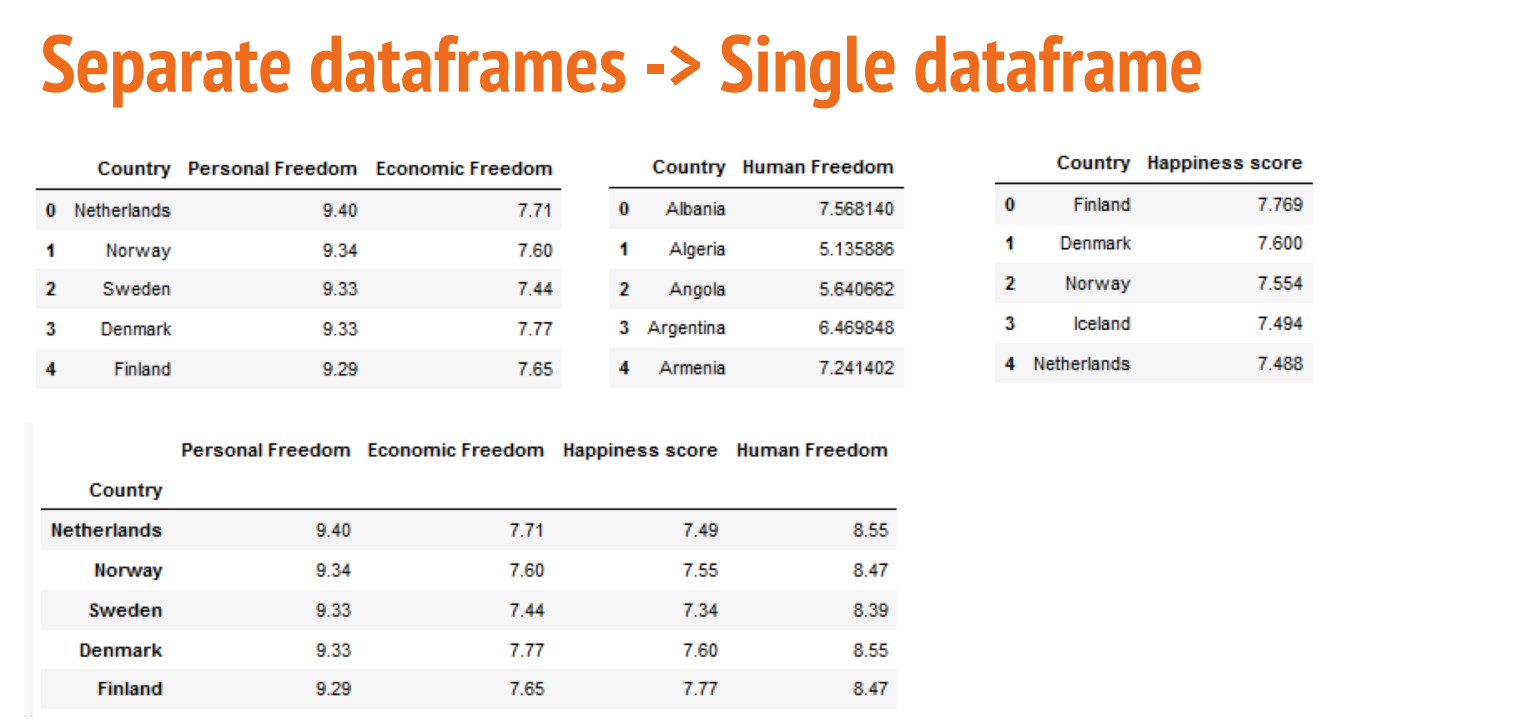 Separate dataframes -> Single dataframe
Country Personal Freedom Economic Freedom
0 Netherlands 9.40 7.71
1 Norway 9.34 7.60
2 Sweden 9.33 7.44
3 Denmark 9.33 7.77
4 Finland 9.29 7.65
Country Human Freedom
0 Albania 7.568140
1 Algeria 5.135886
2 Angola 5.640662
3 Argentina 6.469848
4 Armenia 7.241402
Country Happiness score
0 Finland 7.769
1 Denmark 7.600
2 Norway 7.554
3 Iceland 7.494
4 Netherlands 7.488
Personal Freedom Economic Freedom Happiness score Human Freedom
Country
Netherlands 9.40 7.71 7.49 8.55
Norway 9.34 7.60 7.55 8.47
Sweden 9.33 7.44 7.34 8.39
Denmark 9.33 7.77 7.60 8.55
Finland 9.29 7.65 7.77 8.47